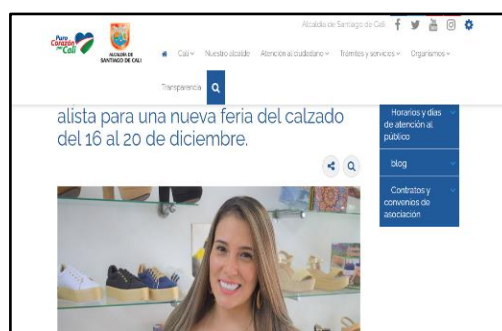 Puro
Corazón
por Cali
ALCALDÍA DE
SANTIAGO DE CALI
Alcaldía de Santiago de Cali
Cali
Nuestro alcalde
Atención al ciudadano
Trámites y servicios
Organismos
Transparencia
alista para una nueva feria del calzado
del 16 al 20 de diciembre.
Horarios y días
de atención al
público
blog
Contratos y
convenios de
asociación